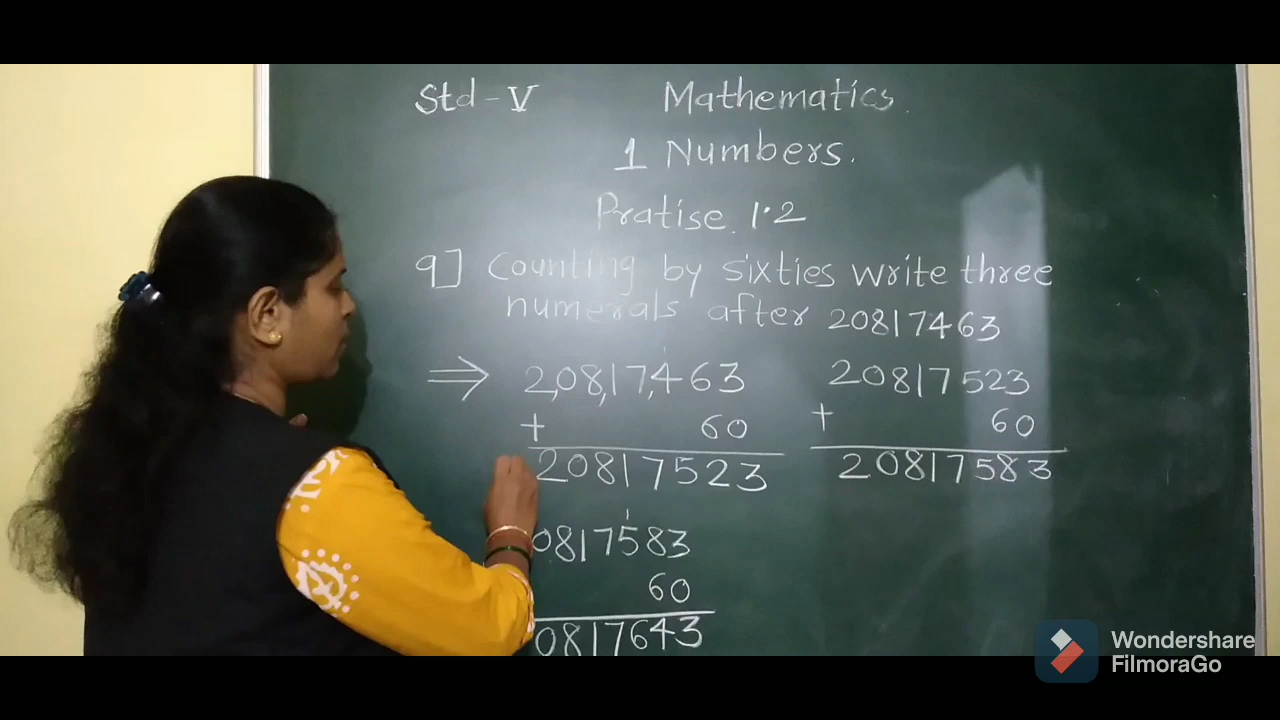 Std - V Mathematics.
1 Numbers.
Pratise. 1.2
9] Counting by sixties write three
numerals after 20817463
⇒ 2,08,17,463
+ 60
20817523
20817523
+ 60
20817583
1
0817583
60
0817643
Wondershare
FilmoraGo